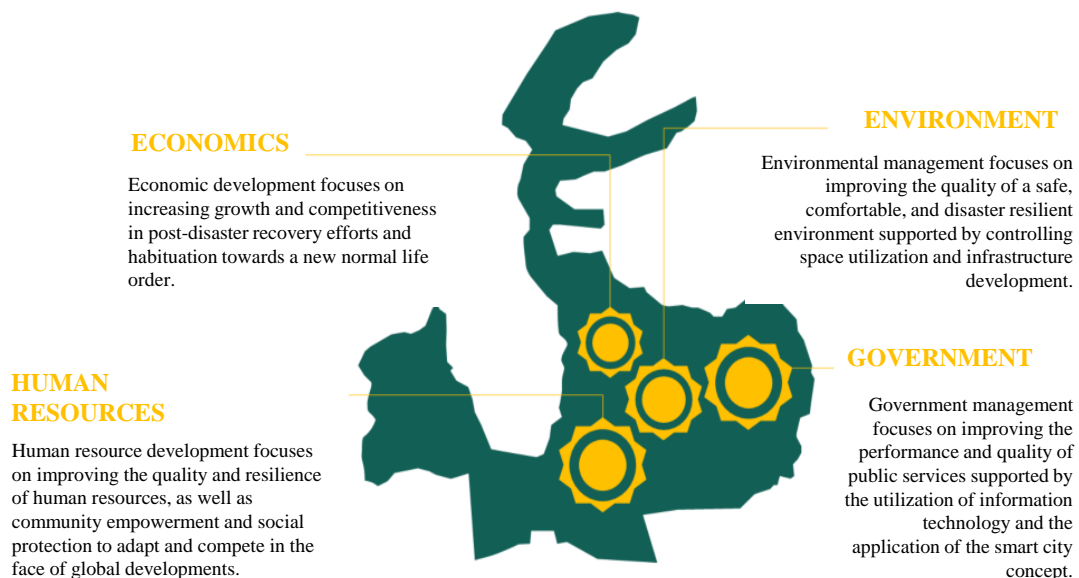 ECONOMICS
Economic development focuses on
increasing growth and competitiveness
in post-disaster recovery efforts and
habituation towards a new normal life
order.
ENVIRONMENT
Environmental management focuses on
improving the quality of a safe,
comfortable, and disaster resilient
environment supported by controlling
space utilization and infrastructure
development.
HUMAN
RESOURCES
Human resource development focuses
on improving the quality and resilience
of human resources, as well as
community empowerment and social
protection to adapt and compete in the
face of global developments.
GOVERNMENT
Government management
focuses on improving the
performance and quality of
public services supported by
the utilization of information
technology and the
application of the smart city
concept.